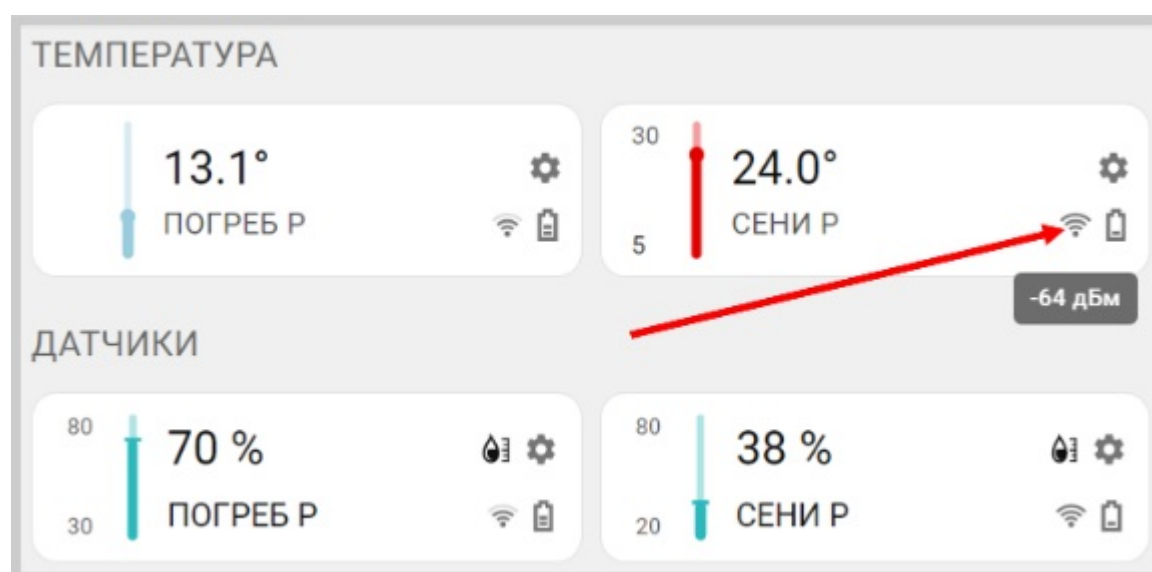 ТЕМПЕРАТУРА
13.1°
ПОГРЕБ Р
30
24.0°
СЕНИ Р
5
-64 дБм
ДАТЧИКИ
80
70 %
ПОГРЕБ Р
30
80
38 %
СЕНИ Р
20